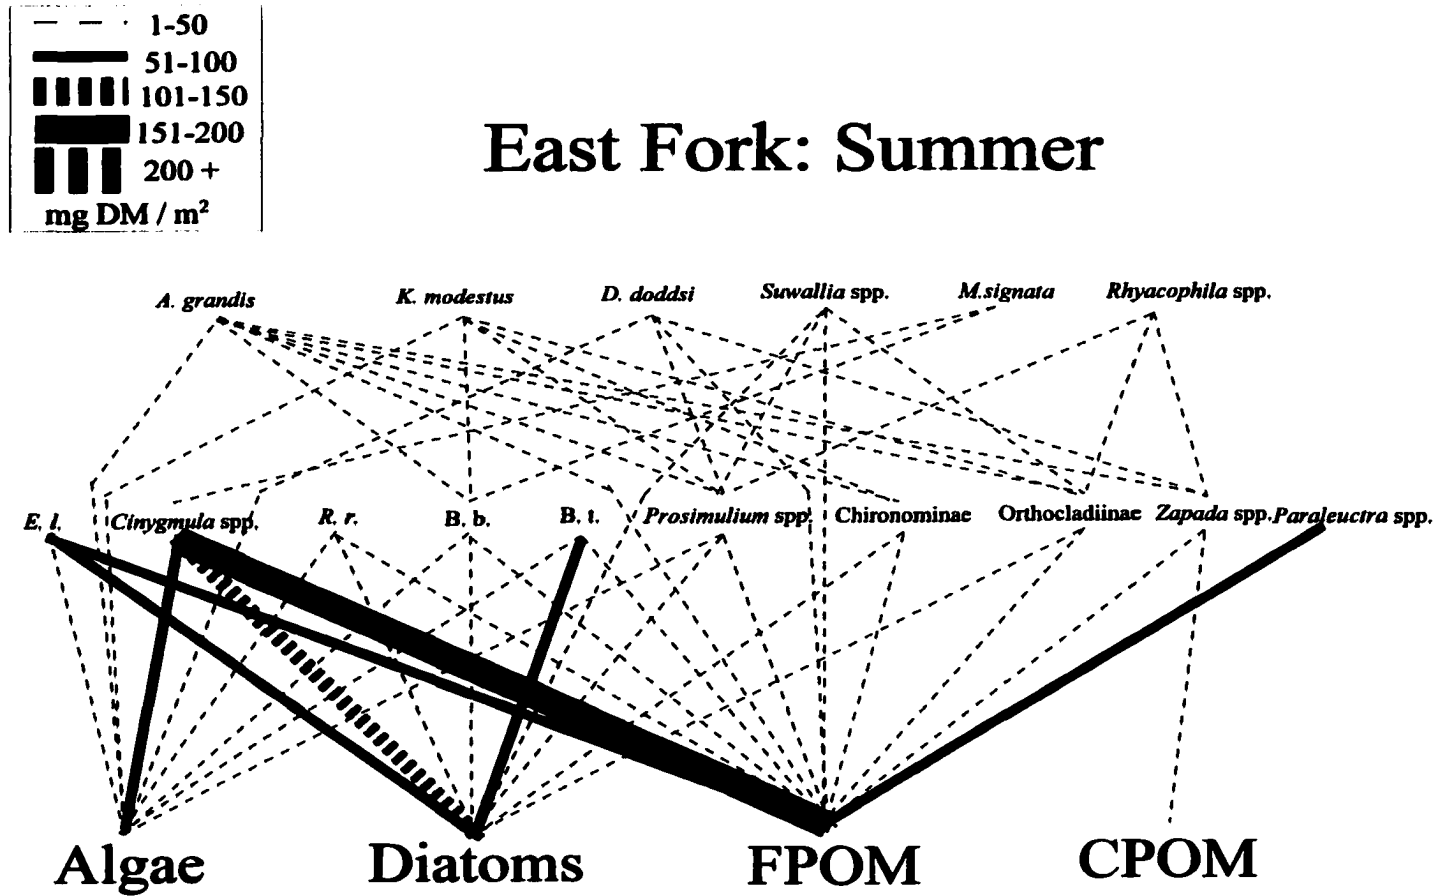 1-50
51-100
101-150
151-200
200 +
mg DM / m²
East Fork: Summer
A. grandis K. modestus D. doddsi Suwallia spp. M.signata Rhyacophila spp.
E. l. Cinygmula spp. R. r. B. b. B. t. Prosimulium spp. Chironominae Orthocladiinae Zapada spp. Paraleuctra spp.
Algae Diatoms FPOM CPOM